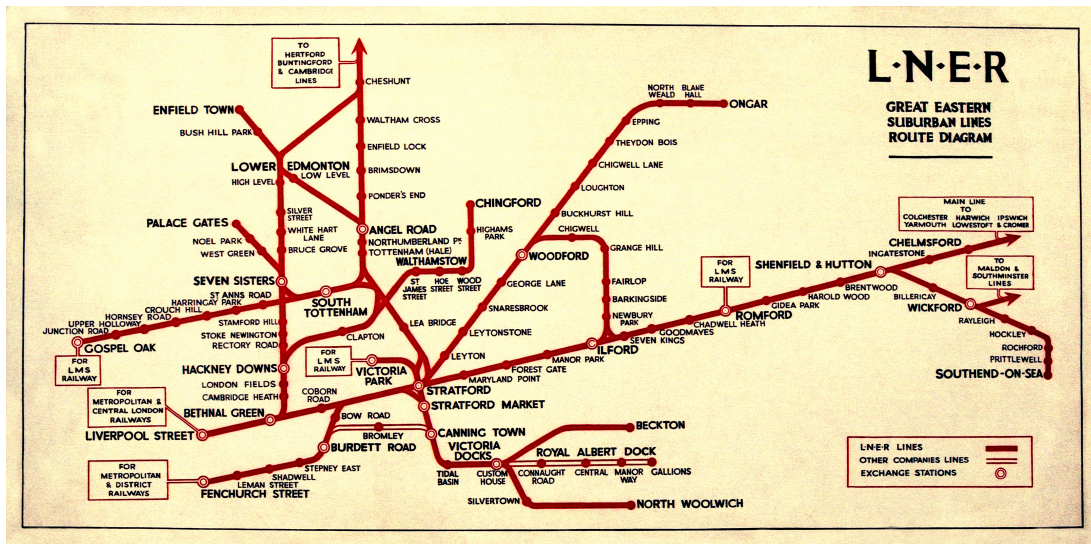 L·N·E·R
GREAT EASTERN
SUBURBAN LINES
ROUTE DIAGRAM
TO
HERTFORD
BUNTINGFORD
& CAMBRIDGE
LINES
CHESHUNT
WALTHAM CROSS
ENFIELD LOCK
BRIMSDOWN
PONDER'S END
ANGEL ROAD
NORTHUMBERLAND PK.
TOTTENHAM (HALE)
ENFIELD TOWN
BUSH HILL PARK
LOWER EDMONTON
HIGH LEVEL
LOW LEVEL
SILVER
STREET
WHITE HART
LANE
BRUCE GROVE
PALACE GATES
NOEL PARK
WEST GREEN
SEVEN SISTERS
ST ANNS ROAD
HARRINGAY PARK
CROUCH HILL
HORNSEY
ROAD
UPPER HOLLOWAY
JUNCTION ROAD
GOSPEL OAK
FOR
LMS
RAILWAY
SOUTH
TOTTENHAM
STAMFORD HILL
STOKE NEWINGTON
RECTORY ROAD
HACKNEY DOWNS
LONDON FIELDS
CAMBRIDGE HEATH
CLAPTON
LEA BRIDGE
WALTHAMSTOW
ST
JAMES
STREET
HOE
STREET
WOOD
STREET
HIGHAMS
PARK
CHINGFORD
NORTH
WEALD
BLANE
HALL
ONGAR
EPPING
THEYDON BOIS
CHIGWELL LANE
LOUGHTON
BUCKHURST HILL
CHIGWELL
GRANGE HILL
WOODFORD
GEORGE LANE
FAIRLOP
SNARESBROOK
BARKINGSIDE
LEYTONSTONE
NEWBURY
PARK
LEYTON
FOR
LMS
RAILWAY
VICTORIA
PARK
STRATFORD
MARYLAND POINT
FOREST GATE
MANOR PARK
ILFORD
SEVEN KINGS
GOODMAYES
CHADWELL HEATH
FOR
LMS
RAILWAY
ROMFORD
GIDEA PARK
HAROLD WOOD
BRENTWOOD
SHENFIELD & HUTTON
INGATESTONE
CHELMSFORD
MAIN LINE
TO
COLCHESTER HARWICH IPSWICH
YARMOUTH LOWESTOFT & CROMER
TO
MALDON &
SOUTHMINSTER
LINES
BILLERICAY
WICKFORD
RAYLEIGH
HOCKLEY
ROCHFORD
PRITTLEWELL
SOUTHEND-ON-SEA
FOR
METROPOLITAN &
CENTRAL LONDON
RAILWAYS
LIVERPOOL STREET
BETHNAL GREEN
COBORN
ROAD
STRATFORD MARKET
BOW ROAD
BROMLEY
BURDETT ROAD
STEPNEY EAST
SHADWELL
LEMAN STREET
FENCHURCH STREET
FOR
METROPOLITAN
& DISTRICT
RAILWAYS
CANNING TOWN
VICTORIA
DOCKS
TIDAL
BASIN
CUSTOM
HOUSE
BECKTON
ROYAL ALBERT DOCK
CONNAUGHT
ROAD
CENTRAL
MANOR
WAY
GALLIONS
SILVERTOWN
NORTH WOOLWICH
L·N·E·R LINES
OTHER COMPANIES LINES
EXCHANGE STATIONS